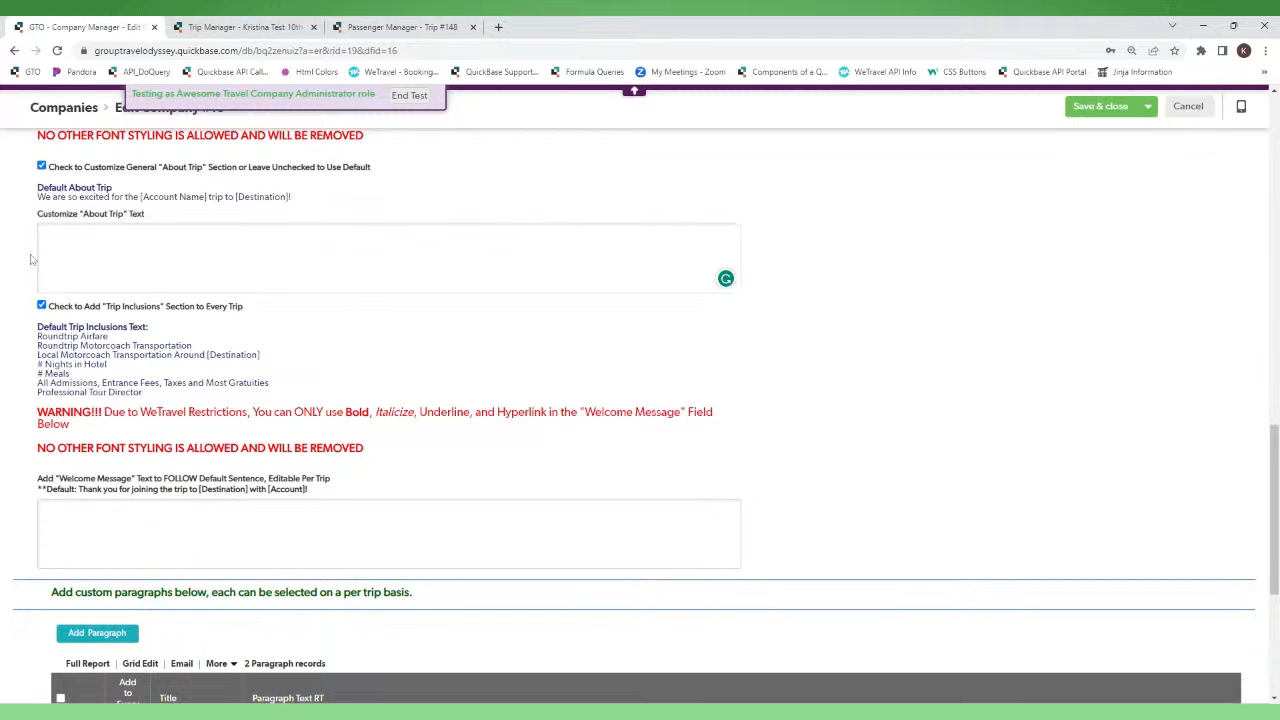 GTO - Company Manager - Edit
Trip Manager - Kristina Test 10th
Passenger Manager - Trip #148
grouptravelodyssey.quickbase.com/db/bq2zenuiz?a=er&rid=19&dfid=16
K
GTO
Pandora
API_DoQuery
Quickbase API Call...
Html Colors
WeTravel - Booking...
QuickBase Support...
Formula Queries
My Meetings - Zoom
Components of a Q...
WeTravel API Info
CSS Buttons
Quickbase API Portal
Jinja Information
»
Testing as Awesome Travel Company Administrator role
End Test
Companies > Edit Company
Save & close
Cancel
NO OTHER FONT STYLING IS ALLOWED AND WILL BE REMOVED
Check to Customize General "About Trip" Section or Leave Unchecked to Use Default
Default About Trip
We are so excited for the [Account Name] trip to [Destination]!
Customize "About Trip" Text
Check to Add "Trip Inclusions" Section to Every Trip
Default Trip Inclusions Text:
Roundtrip Airfare
Roundtrip Motorcoach Transportation
Local Motorcoach Transportation Around [Destination]
# Nights in Hotel
# Meals
All Admissions, Entrance Fees, Taxes and Most Gratuities
Professional Tour Director
WARNING!!! Due to WeTravel Restrictions, You can ONLY use Bold, Italicize, Underline, and Hyperlink in the "Welcome Message" Field
Below
NO OTHER FONT STYLING IS ALLOWED AND WILL BE REMOVED
Add "Welcome Message" Text to FOLLOW Default Sentence, Editable Per Trip
**Default: Thank you for joining the trip to [Destination] with [Account]!
Add custom paragraphs below, each can be selected on a per trip basis.
Add Paragraph
Full Report | Grid Edit | Email | More 2 Paragraph records
Add
to
Title
Paragraph Text RT